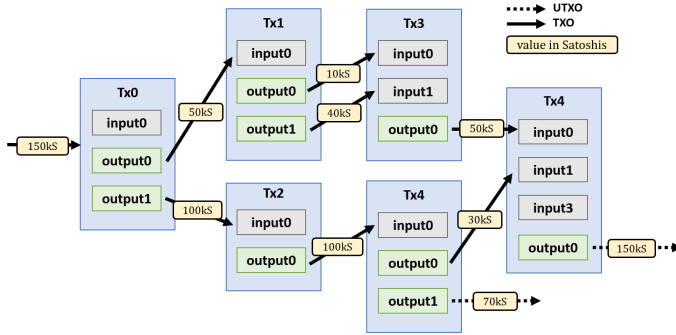 UTXO
TXO
value in Satoshis
Tx0
input0
output0
output1
150kS
50kS
100kS
Tx1
input0
output0
output1
10kS
40kS
Tx3
input0
input1
output0
50kS
Tx2
input0
output0
100kS
Tx4
input0
output0
output1
30kS
70kS
Tx4
input0
input1
input3
output0
150kS